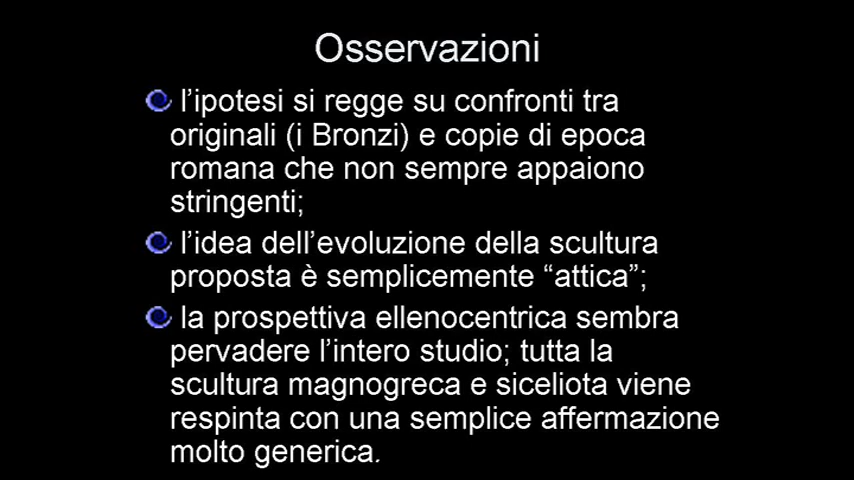 Osservazioni
l’ipotesi si regge su confronti tra
originali (i Bronzi) e copie di epoca
romana che non sempre appaiono
stringenti;
l’idea dell’evoluzione della scultura
proposta è semplicemente “attica”;
la prospettiva ellenocentrica sembra
pervadere l’intero studio; tutta la
scultura magnogreca e siceliota viene
respinta con una semplice affermazione
molto generica.